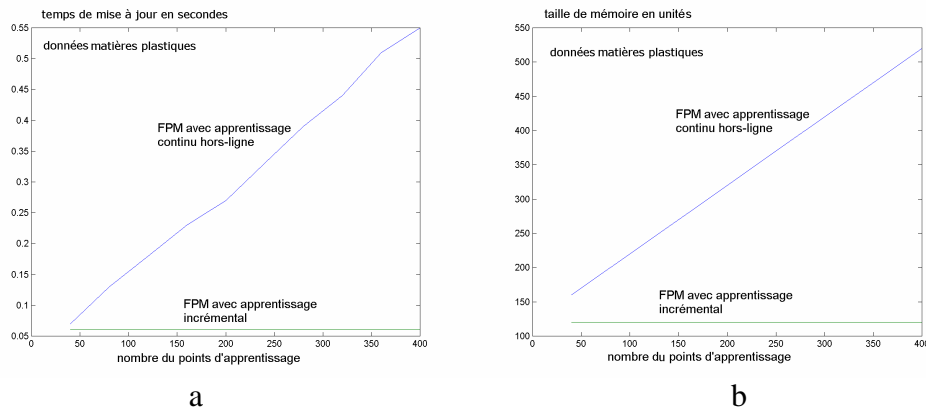 temps de mise à jour en secondes
0.55
données matières plastiques
0.5
0.45
0.4
FPM avec apprentissage
continu hors-ligne
0.35
0.3
0.25
0.2
0.15
FPM avec apprentissage
incrémental
0.1
0.05
0 50 100 150 200 250 300 350 400
nombre du points d'apprentissage
a
taille de mémoire en unités
550
données matières plastiques
500
450
FPM avec apprentissage
continu hors-ligne
400
350
300
250
200
FPM avec apprentissage
incrémental
150
100
0 50 100 150 200 250 300 350 400
nombre du points d'apprentissage
b